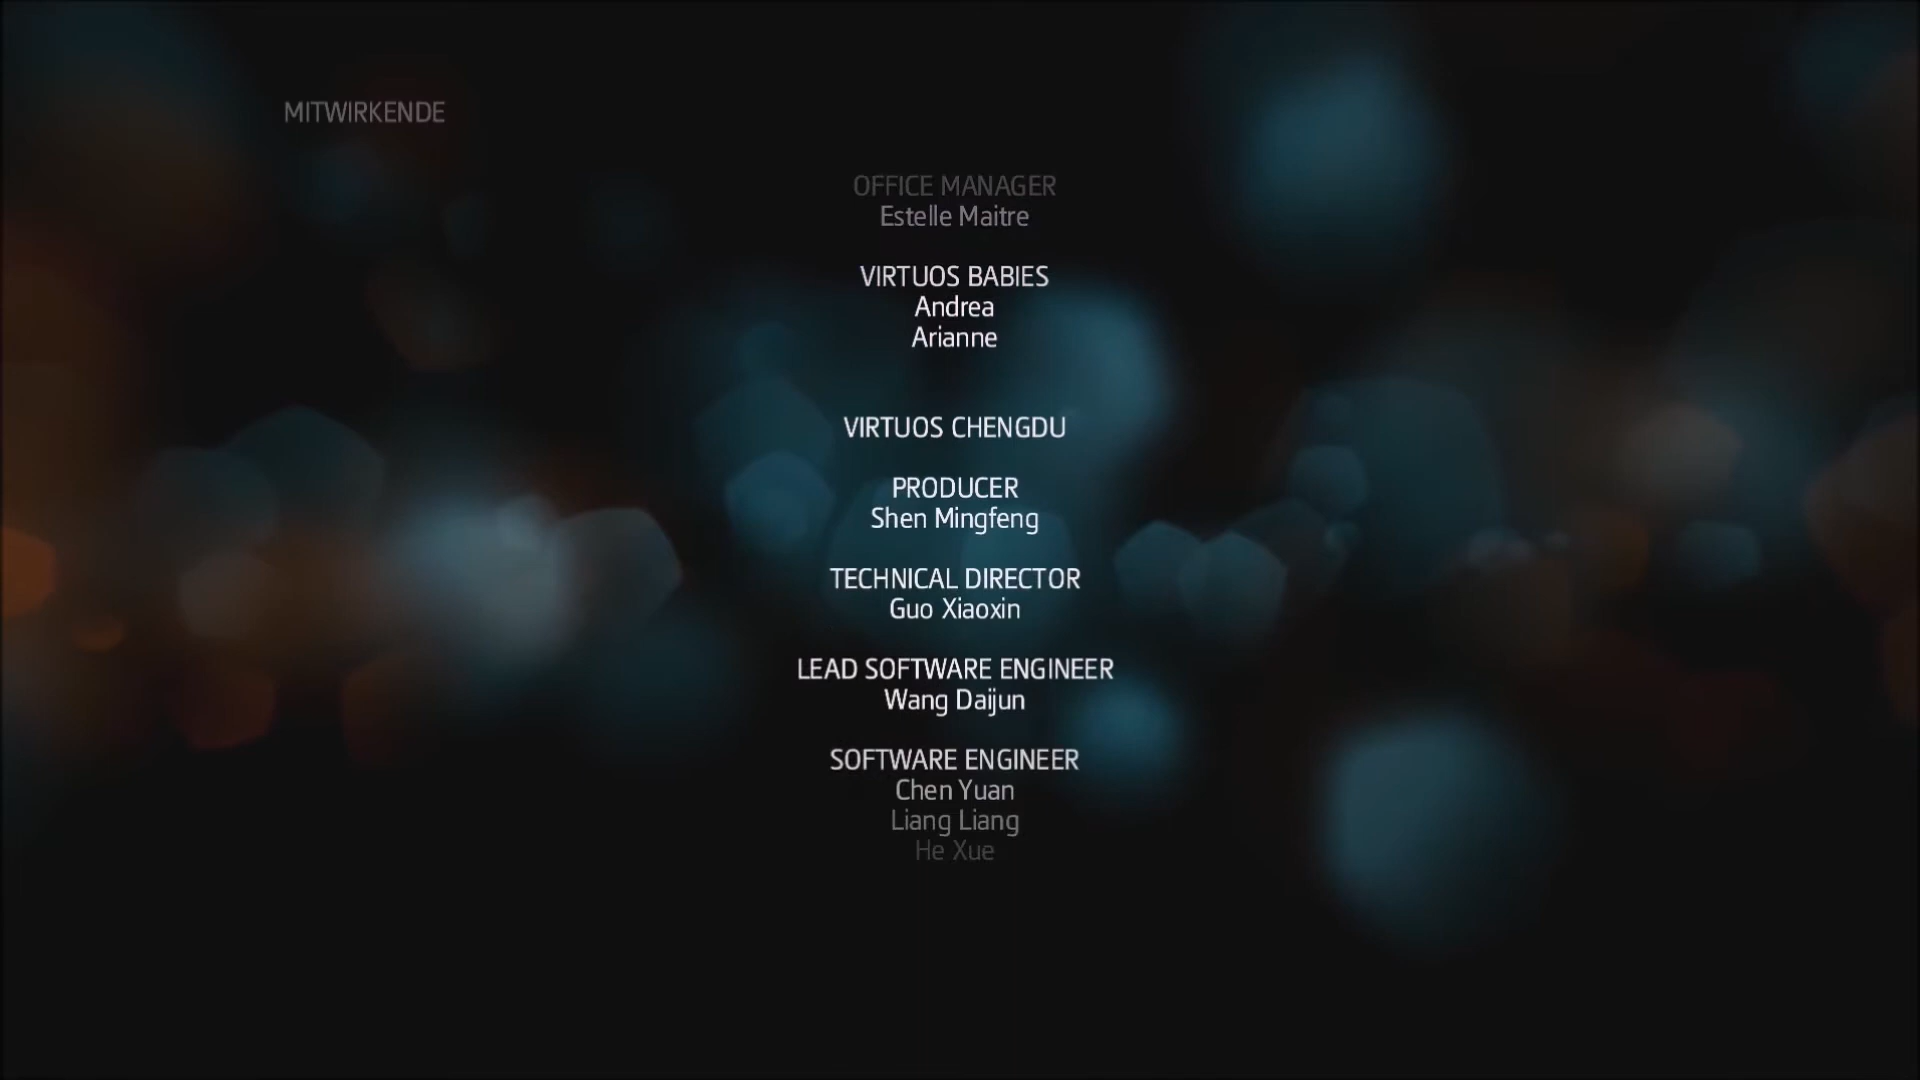 MITWIRKENDE
OFFICE MANAGER
Estelle Maitre
VIRTUOS BABIES
Andrea
Arianne
VIRTUOS CHENGDU
PRODUCER
Shen Mingfeng
TECHNICAL DIRECTOR
Guo Xiaoxin
LEAD SOFTWARE ENGINEER
Wang Daijun
SOFTWARE ENGINEER
Chen Yuan
Liang Liang
He Xue